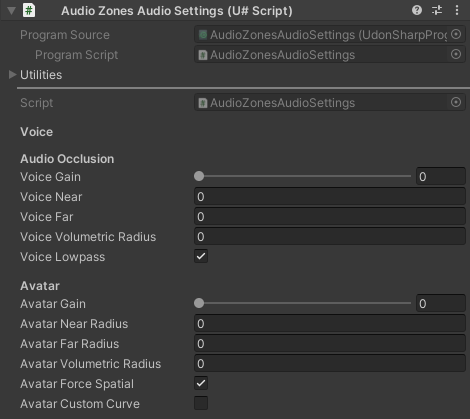 Audio Zones Audio Settings (U# Script)
Program Source AudioZonesAudioSettings (UdonSharpProg
Program Script AudioZonesAudioSettings
Utilities
Script AudioZonesAudioSettings
Voice
Audio Occlusion
Voice Gain 0
Voice Near 0
Voice Far 0
Voice Volumetric Radius 0
Voice Lowpass
Avatar
Avatar Gain 0
Avatar Near Radius 0
Avatar Far Radius 0
Avatar Volumetric Radius 0
Avatar Force Spatial
Avatar Custom Curve